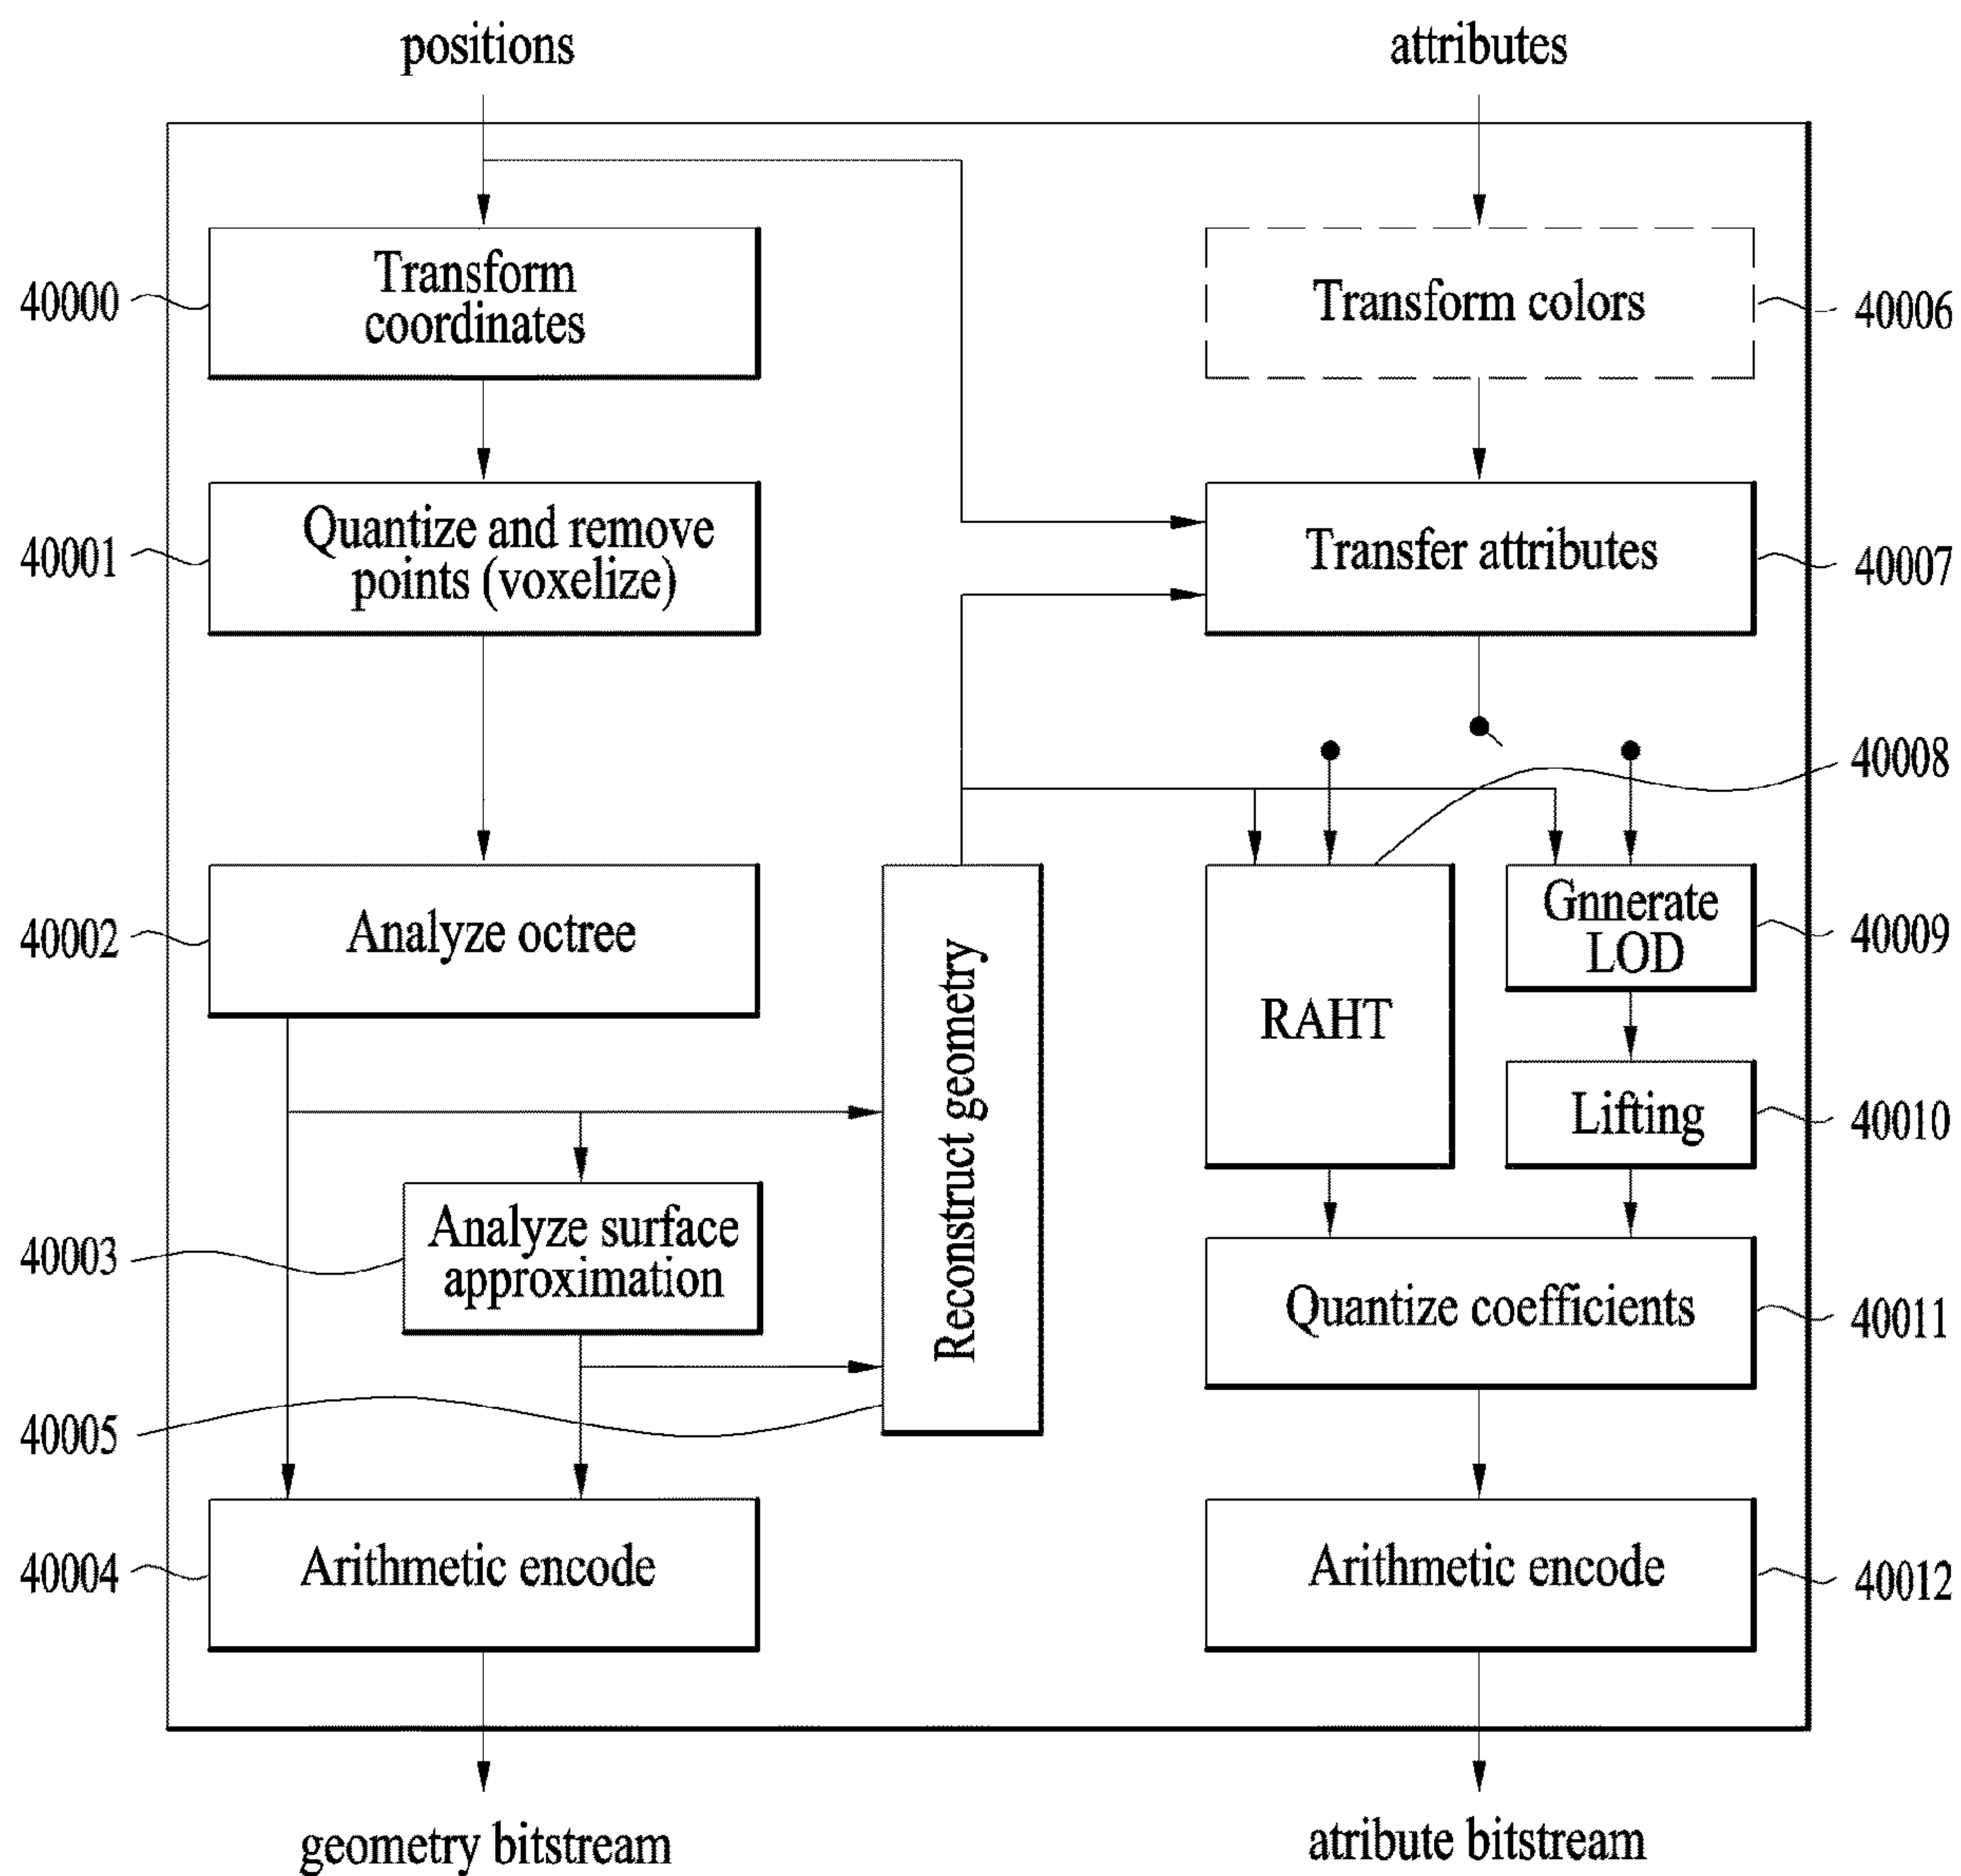 positions
attributes
Transform
coordinates
40000
Transform colors
40006
Quantize and remove
points (voxelize)
40001
Transfer attributes
40007
40008
Analyze octree
40002
Reconstruct geometry
RAHT
Gnnerate
LOD
40009
Lifting
40010
Analyze surface
approximation
40003
Quantize coefficients
40011
40005
Arithmetic encode
40004
Arithmetic encode
40012
geometry bitstream
atribute bitstream